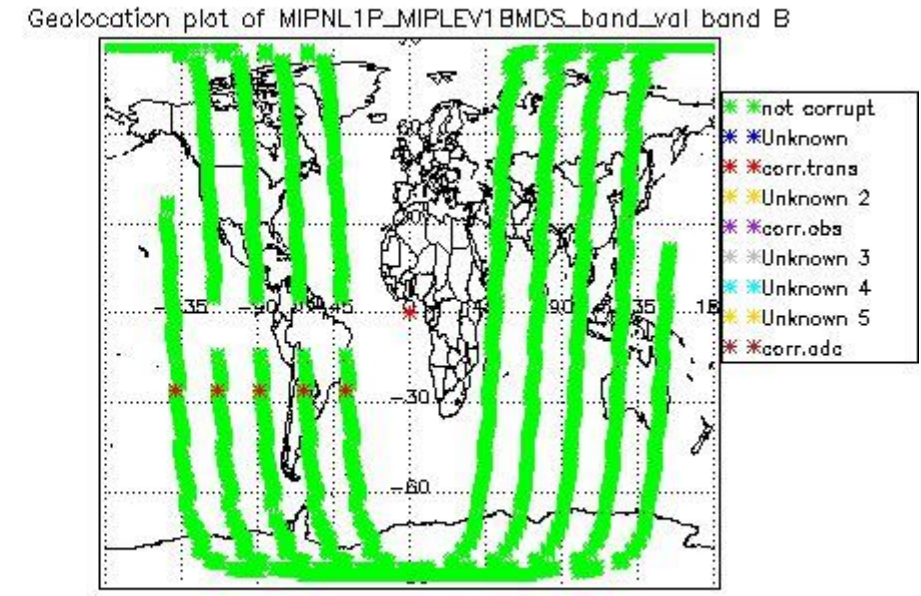 Geolocation plot of MIPNL1P_MIPLEV1BMDS_band_val band B
not corrupt
Unknown
corr.trans
Unknown 2
corr.obs
Unknown 3
Unknown 4
Unknown 5
corr.adc
60
-30
-60